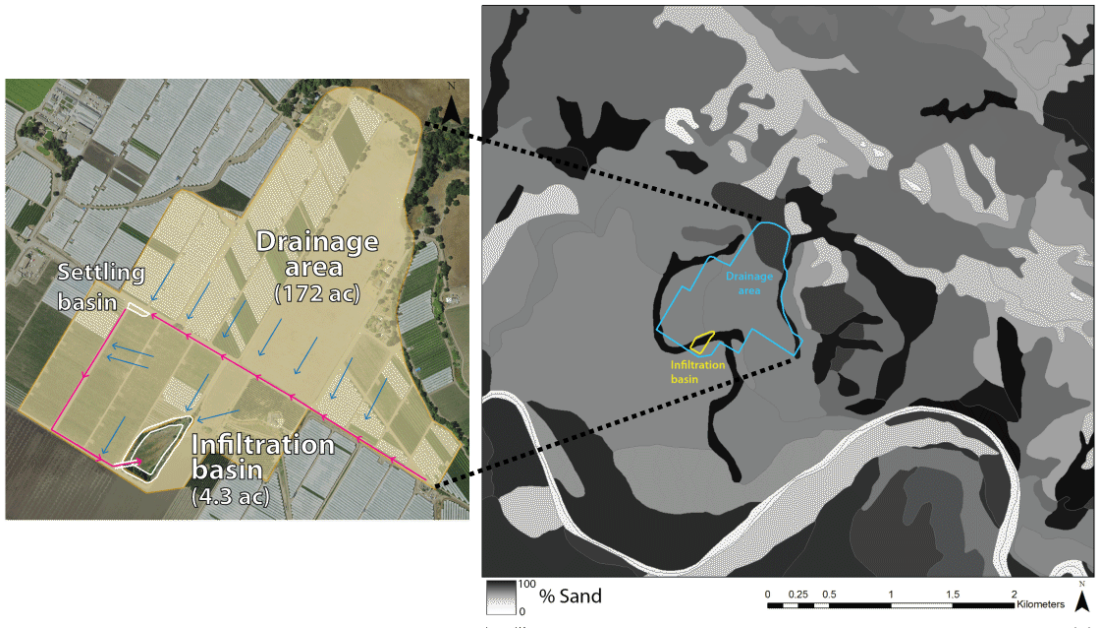 Drainage
area
(172 ac)
Settling
basin
Infiltration
basin
(4.3 ac)
Drainage
area
Infiltration
basin
100
0
% Sand
0 0.25 0.5 1 1.5 2
Kilometers
N